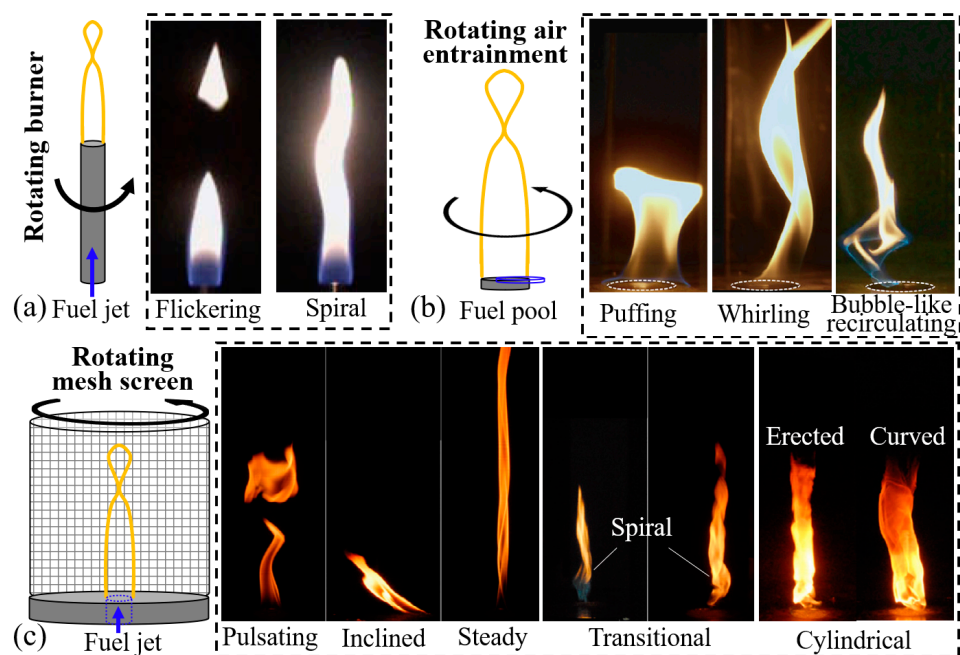 Rotating burner
(a)
Fuel jet
Flickering
Spiral
Rotating air
entrainment
(b)
Fuel pool
Puffing
Whirling
Bubble-like
recirculating
Rotating
mesh screen
(c)
Fuel jet
Pulsating
Inclined
Steady
Spiral
Transitional
Erected
Curved
Cylindrical